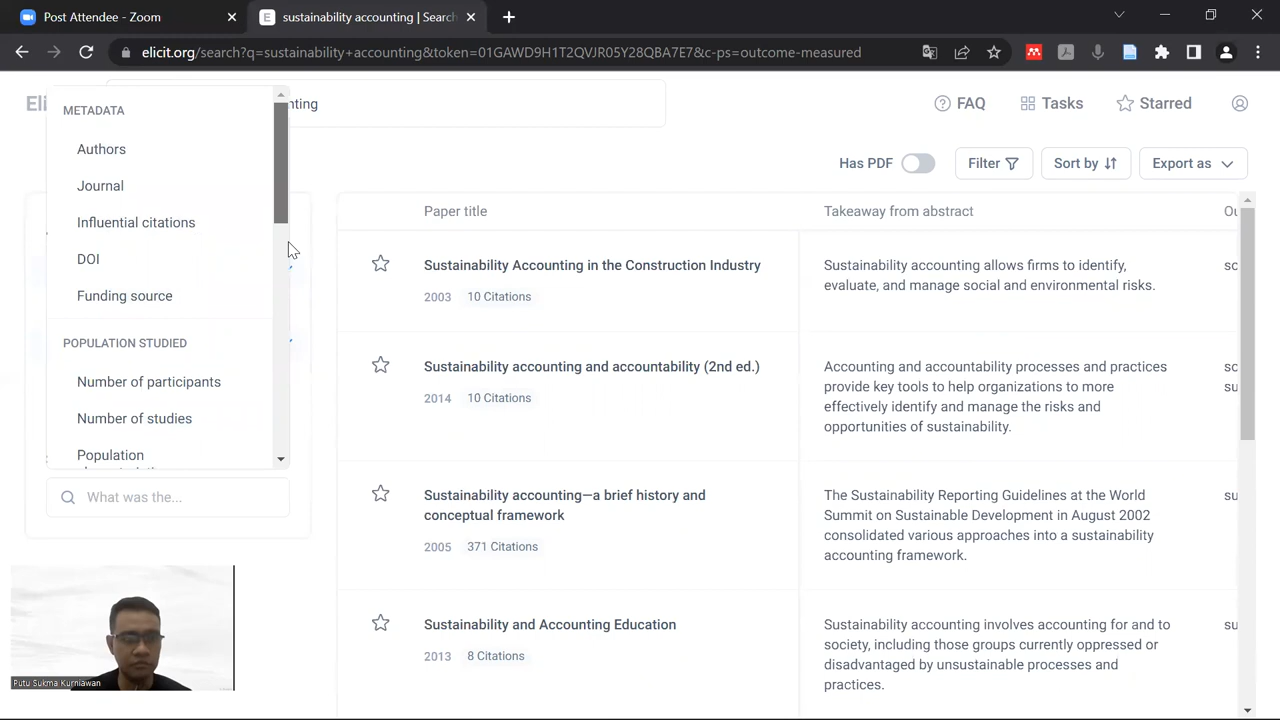 Post Attendee - Zoom
sustainability accounting | Searc
elicit.org/search?q=sustainability+accounting&token=01GAWD9H1T2QVJR05Y28QBA7E7&c-ps=outcome-measured
Eli
nting
FAQ
Tasks
Starred
METADATA
Authors
Journal
Influential citations
DOI
Funding source
POPULATION STUDIED
Number of participants
Number of studies
Population
What was the...
Has PDF
Filter
Sort by
Export as
Paper title
Takeaway from abstract
Ou
Sustainability Accounting in the Construction Industry
2003 10 Citations
Sustainability accounting allows firms to identify,
evaluate, and manage social and environmental risks.
sc
Sustainability accounting and accountability (2nd ed.)
2014 10 Citations
Accounting and accountability processes and practices
provide key tools to help organizations to more
effectively identify and manage the risks and
opportunities of sustainability.
sc
su
Sustainability accounting—a brief history and
conceptual framework
2005 371 Citations
The Sustainability Reporting Guidelines at the World
Summit on Sustainable Development in August 2002
consolidated various approaches into a sustainability
accounting framework.
su
Sustainability and Accounting Education
2013 8 Citations
Sustainability accounting involves accounting for and to
society, including those groups currently oppressed or
disadvantaged by unsustainable processes and
practices.
su
Putu Sukma Kurniawan